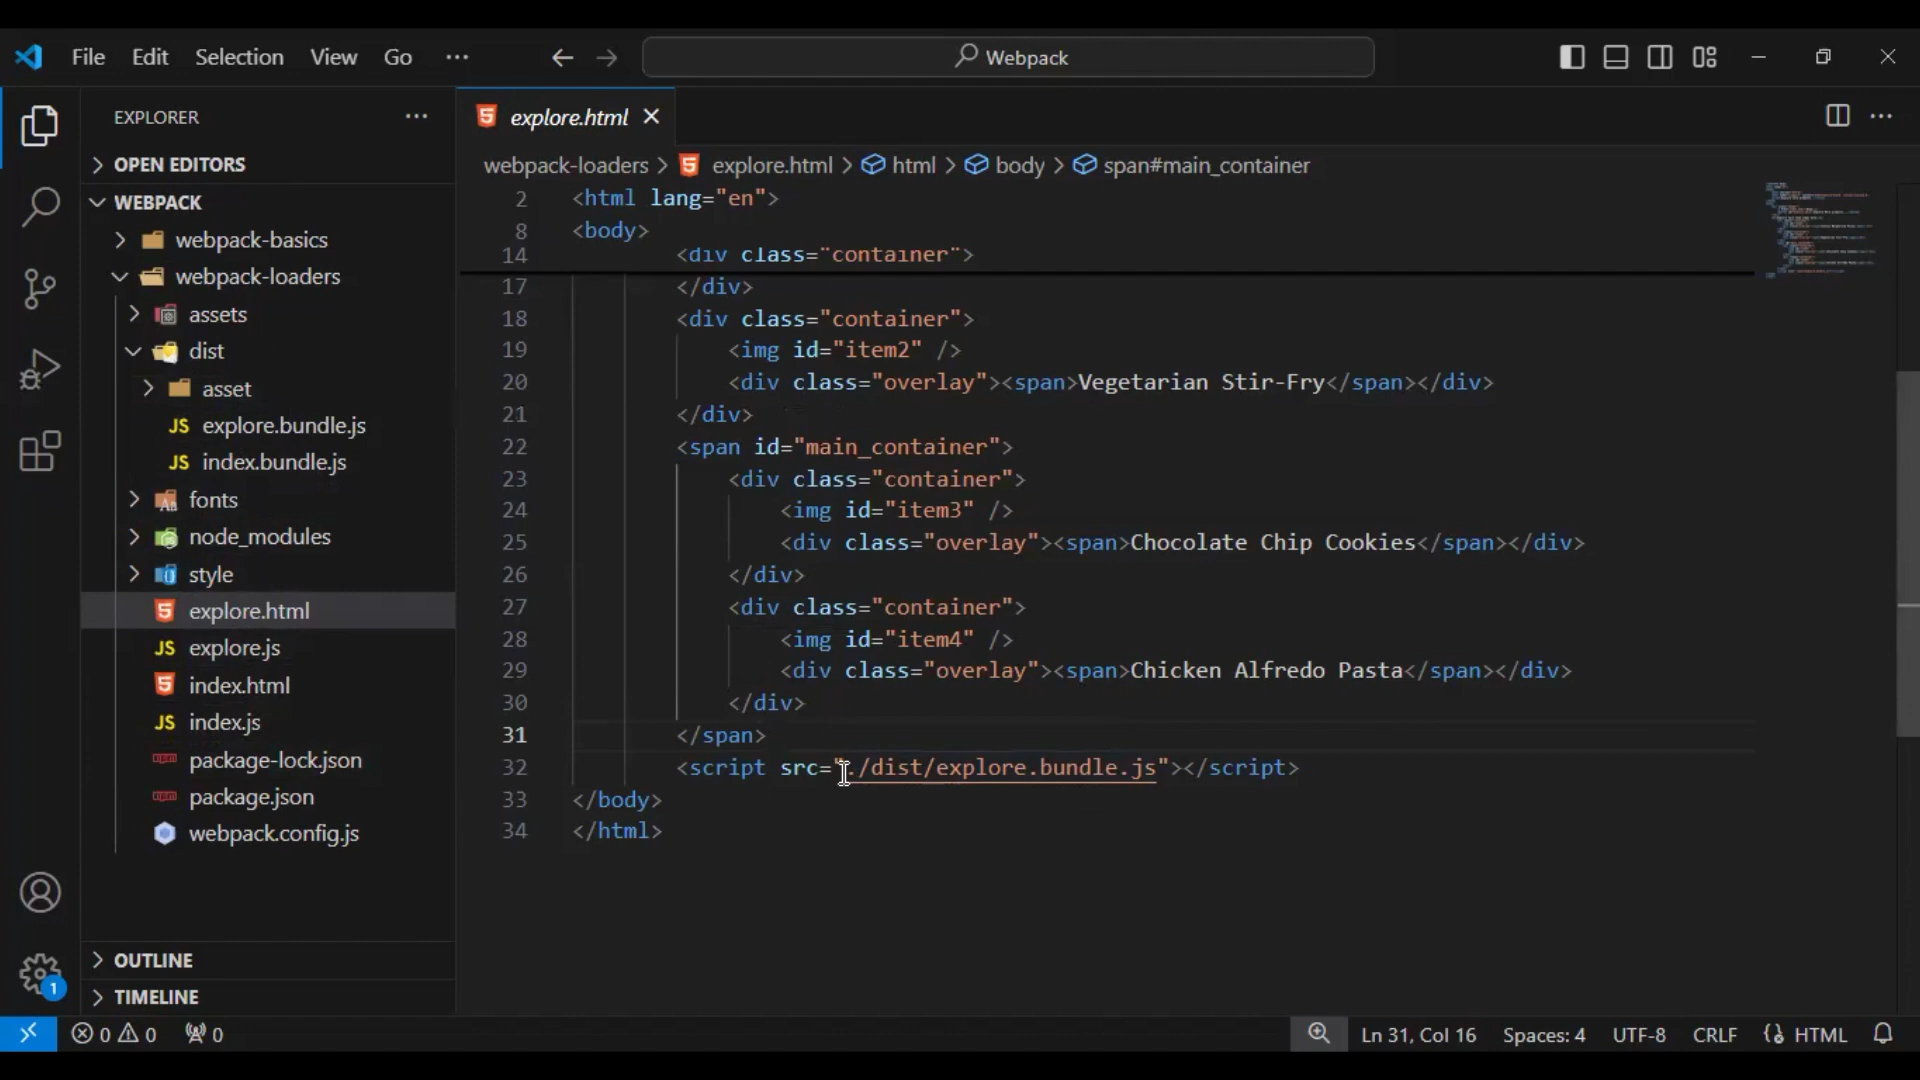 File Edit Selection View Go ··· Webpack
EXPLORER ···
OPEN EDITORS
WEBPACK
webpack-basics
webpack-loaders
assets
dist
asset
JS explore.bundle.js
JS index.bundle.js
fonts
node_modules
style
explore.html
JS explore.js
index.html
JS index.js
package-lock.json
package.json
webpack.config.js
OUTLINE
TIMELINE
explore.html
webpack-loaders > explore.html > html > body > span#main_container
2 <html lang="en">
8 <body>
14 <div class="container">
17 </div>
18 <div class="container">
19 <img id="item2" />
20 <div class="overlay"><span>Vegetarian Stir-Fry</span></div>
21 </div>
22 <span id="main_container">
23 <div class="container">
24 <img id="item3" />
25 <div class="overlay"><span>Chocolate Chip Cookies</span></div>
26 </div>
27 <div class="container">
28 <img id="item4" />
29 <div class="overlay"><span>Chicken Alfredo Pasta</span></div>
30 </div>
31 </span>
32 <script src="./dist/explore.bundle.js"></script>
33 </body>
34 </html>
1
0 0 0 Ln 31, Col 16 Spaces: 4 UTF-8 CRLF HTML